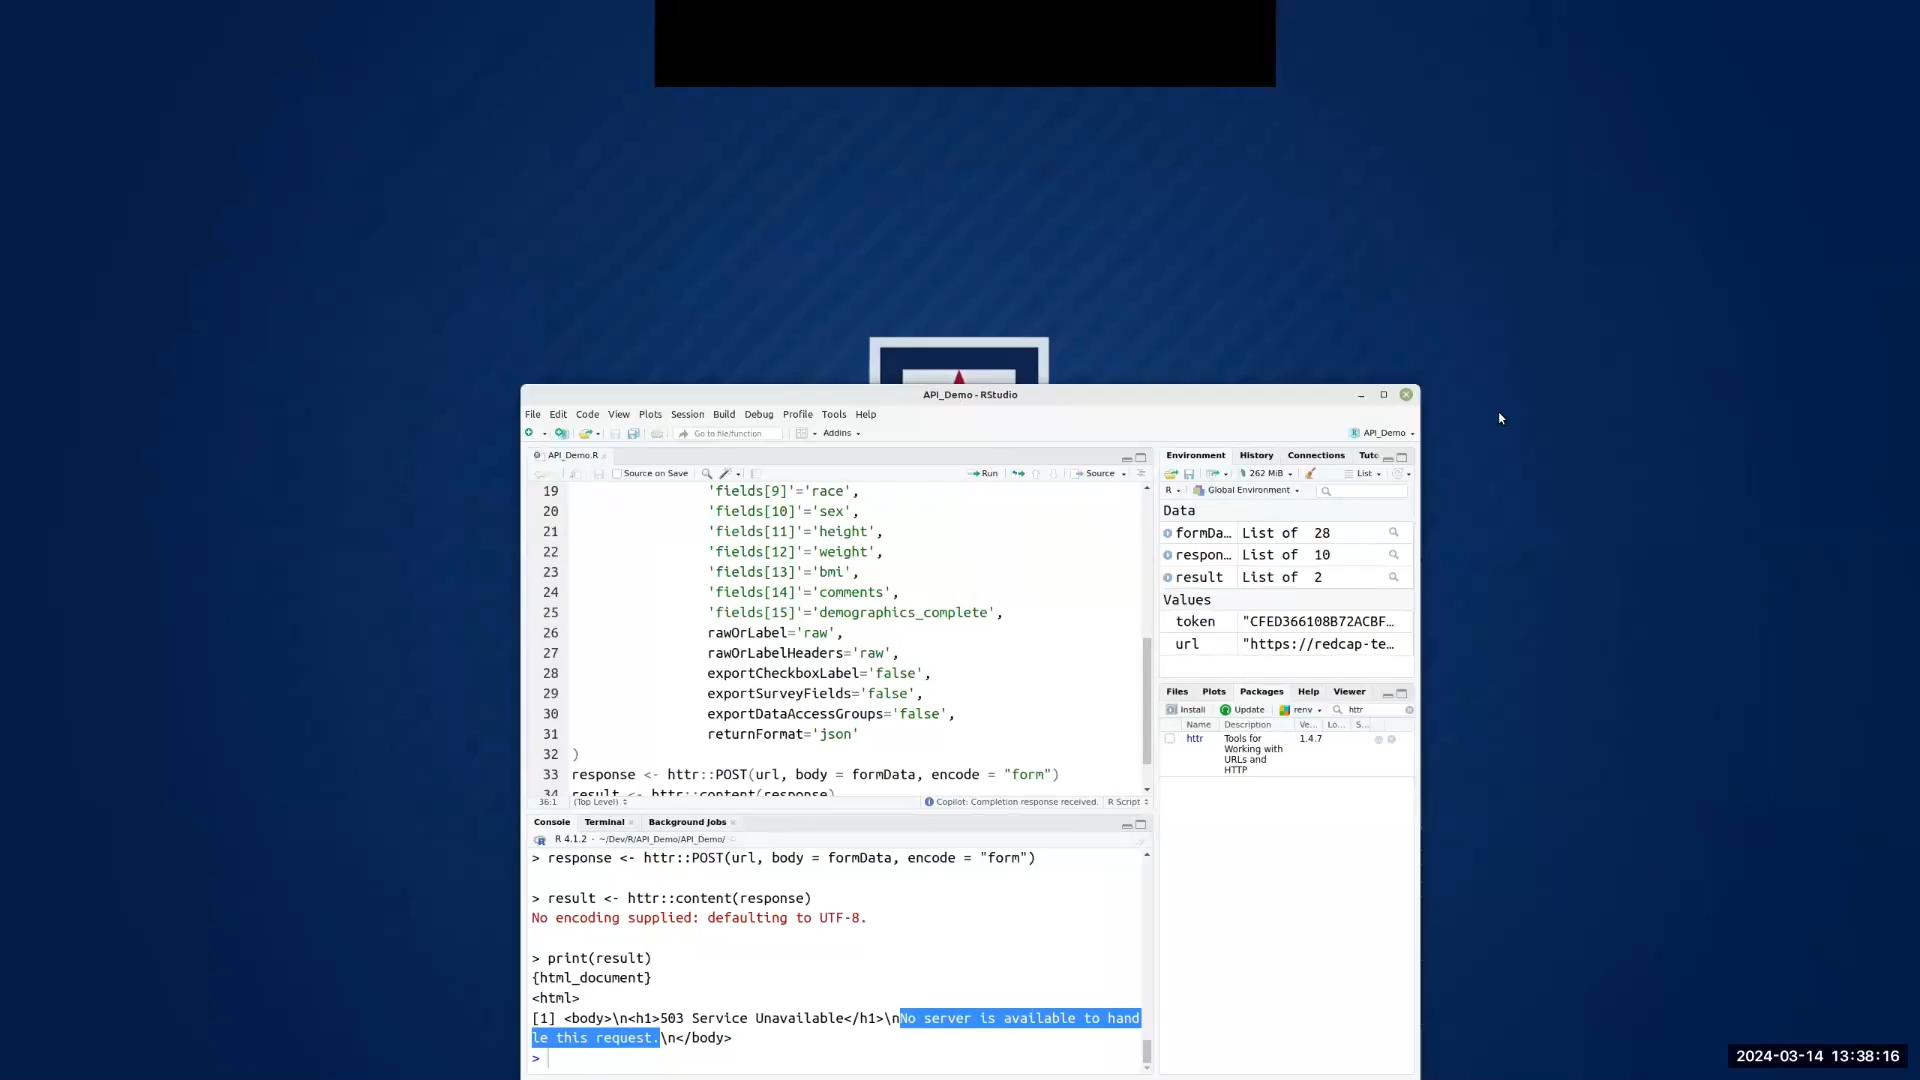 API_Demo - RStudio
File Edit Code View Plots Session Build Debug Profile Tools Help
Go to file/function
Addins
API_Demo
API_Demo.R
Source on Save
Run
Source
19 'fields[9]'='race',
20 'fields[10]'='sex',
21 'fields[11]'='height',
22 'fields[12]'='weight',
23 'fields[13]'='bmi',
24 'fields[14]'='comments',
25 'fields[15]'='demographics_complete',
26 rawOrLabel='raw',
27 rawOrLabelHeaders='raw',
28 exportCheckboxLabel='false',
29 exportSurveyFields='false',
30 exportDataAccessGroups='false',
31 returnFormat='json'
32 )
33 response <- httr::POST(url, body = formData, encode = "form")
34 result <- httr::content(response)
36:1 (Top Level) Copilot: Completion response received. R Script
Console Terminal Background Jobs
R 4.1.2 · ~/Dev/R/API_Demo/API_Demo/
> response <- httr::POST(url, body = formData, encode = "form")
> result <- httr::content(response)
No encoding supplied: defaulting to UTF-8.
> print(result)
{html_document}
<html>
[1] <body>\n<h1>503 Service Unavailable</h1>\nNo server is available to hand
le this request.\n</body>
>
Environment History Connections Tuto
262 MiB List
R Global Environment
Data
formDa… List of 28
respon… List of 10
result List of 2
Values
token "CFED366108B72ACBF…
url "https://redcap-te…
Files Plots Packages Help Viewer
Install Update renv httr
Name Description Ve... Lo... S...
httr Tools for 1.4.7
Working with
URLs and
HTTP
2024-03-14 13:38:16